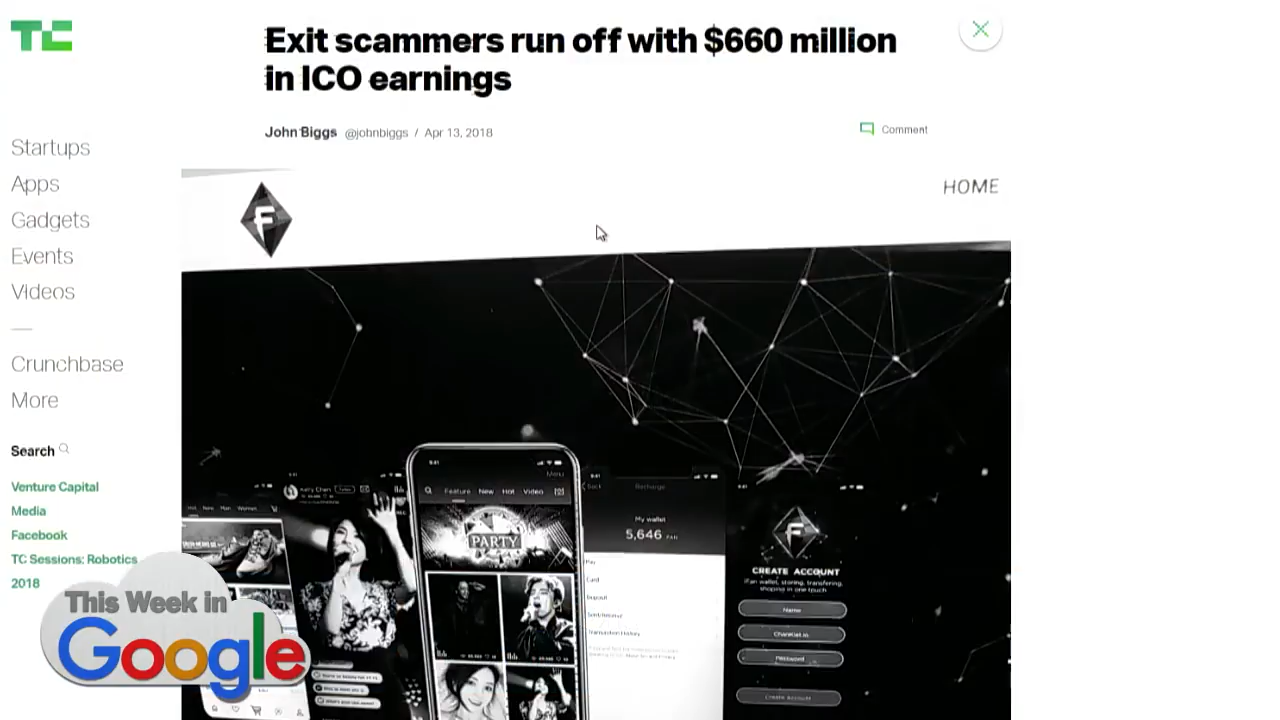 TC
Exit scammers run off with $660 million
in ICO earnings
John Biggs @johnbiggs / Apr 13, 2018
Comment
Startups
Apps
Gadgets
Events
Videos
Crunchbase
More
Search
Venture Capital
Media
Facebook
TC Sessions: Robotics
2018
HOME
F
Menu
Feature New Hot Video
PARTY
Recharge
My wallet
5,646
F
CREATE ACCOUNT
Name
Password
Create Account
This Week in
Google